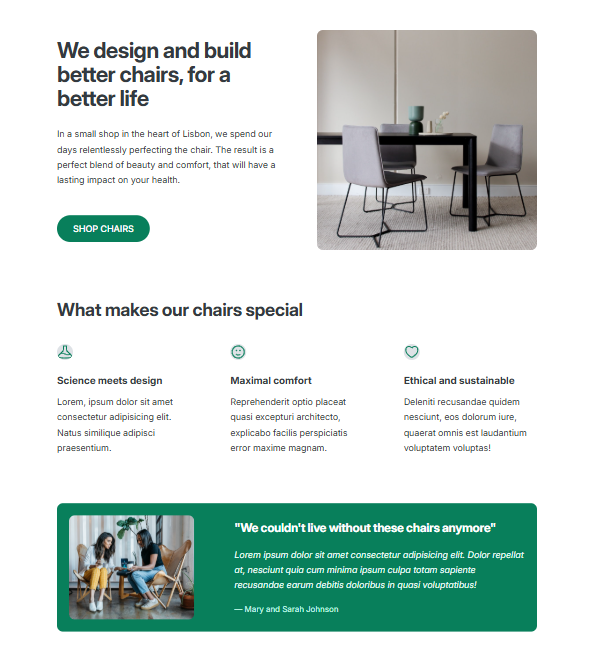 We design and build
better chairs, for a
better life
In a small shop in the heart of Lisbon, we spend our
days relentlessly perfecting the chair. The result is a
perfect blend of beauty and comfort, that will have a
lasting impact on your health.
SHOP CHAIRS
What makes our chairs special
Science meets design
Lorem, ipsum dolor sit amet
consectetur adipisicing elit.
Natus similique adipisci
praesentium.
Maximal comfort
Reprehenderit optio placeat
quasi excepturi architecto,
explicabo facilis perspiciatis
error maxime magnam.
Ethical and sustainable
Deleniti recusandae quidem
nesciunt, eos dolorum iure,
quaerat omnis est laudantium
voluptatem voluptas!
"We couldn't live without these chairs anymore"
Lorem ipsum dolor sit amet consectetur adipisicing elit. Dolor repellat
at, nesciunt quia cum minima ipsum culpa totam sapiente
recusandae earum debitis doloribus in quasi voluptatibus!
— Mary and Sarah Johnson